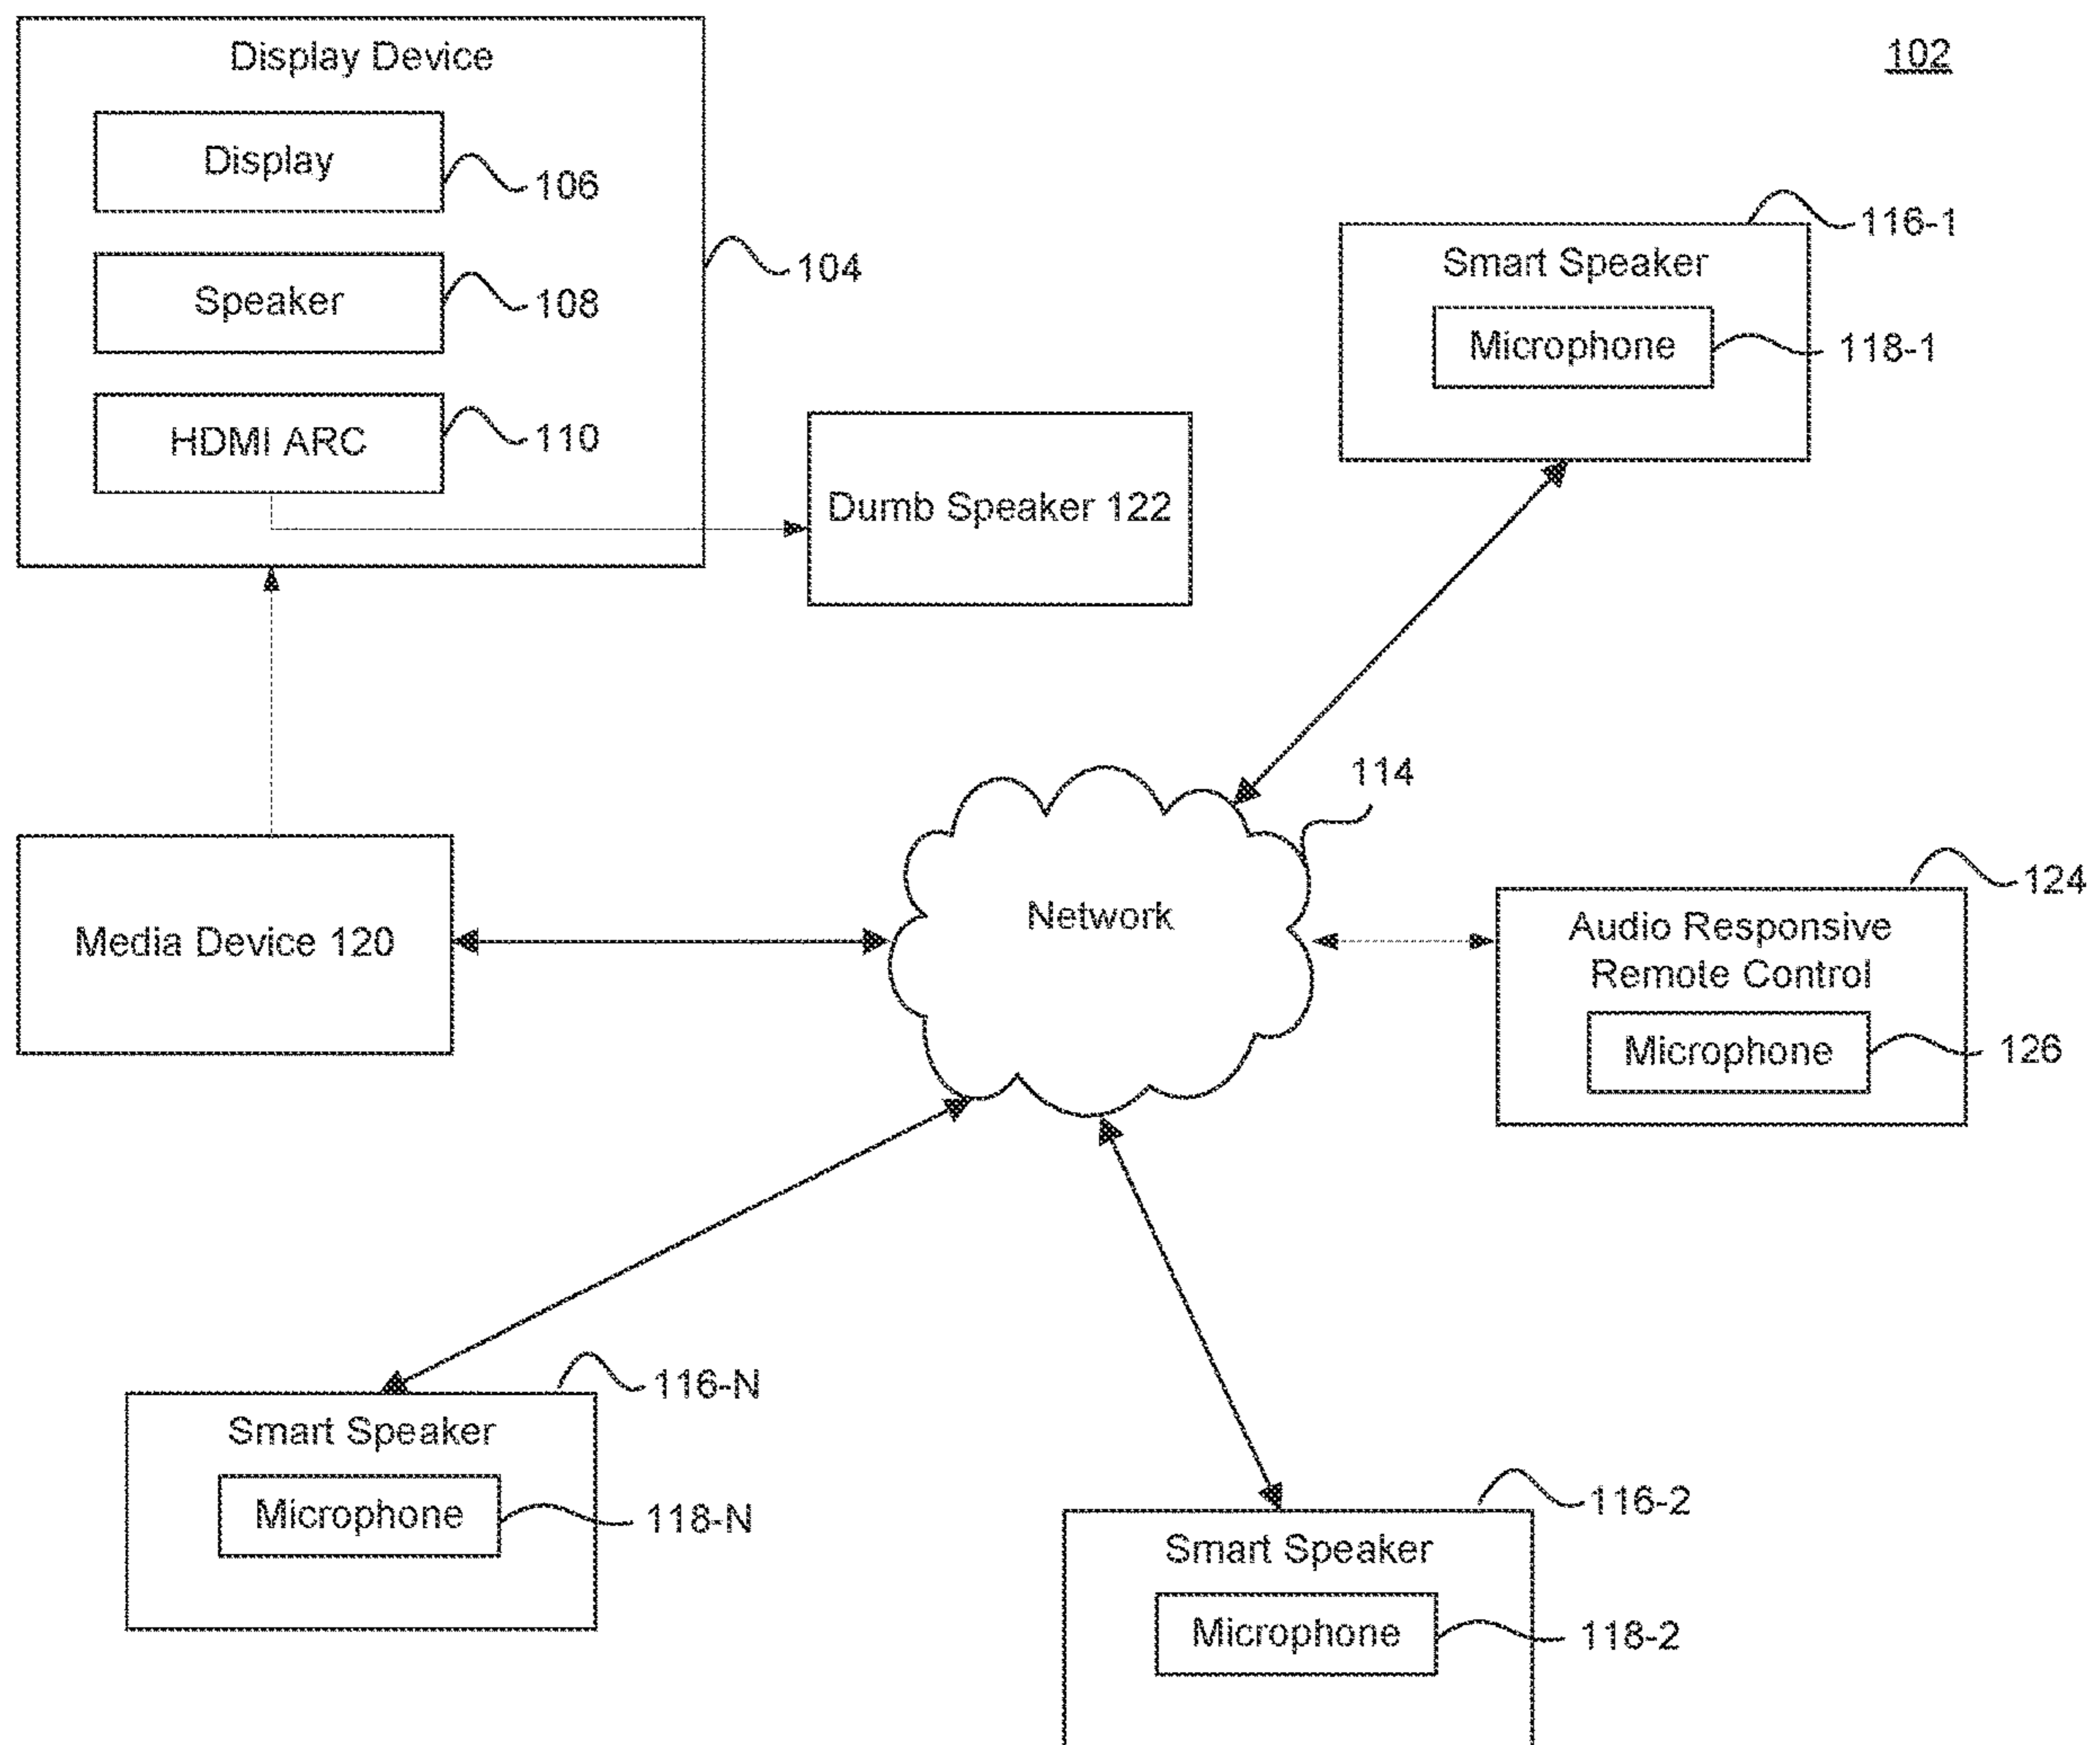 Display Device
102
Display
106
116-1
104
Smart Speaker
Speaker
108
Microphone
118-1
HDMI ARC
110
Dumb Speaker 122
114
124
Network
Audio Responsive
Remote Control
Media Device 120
Microphone
126
116-N
Smart Speaker
Microphone
118-N
116-2
Smart Speaker
Microphone
118-2